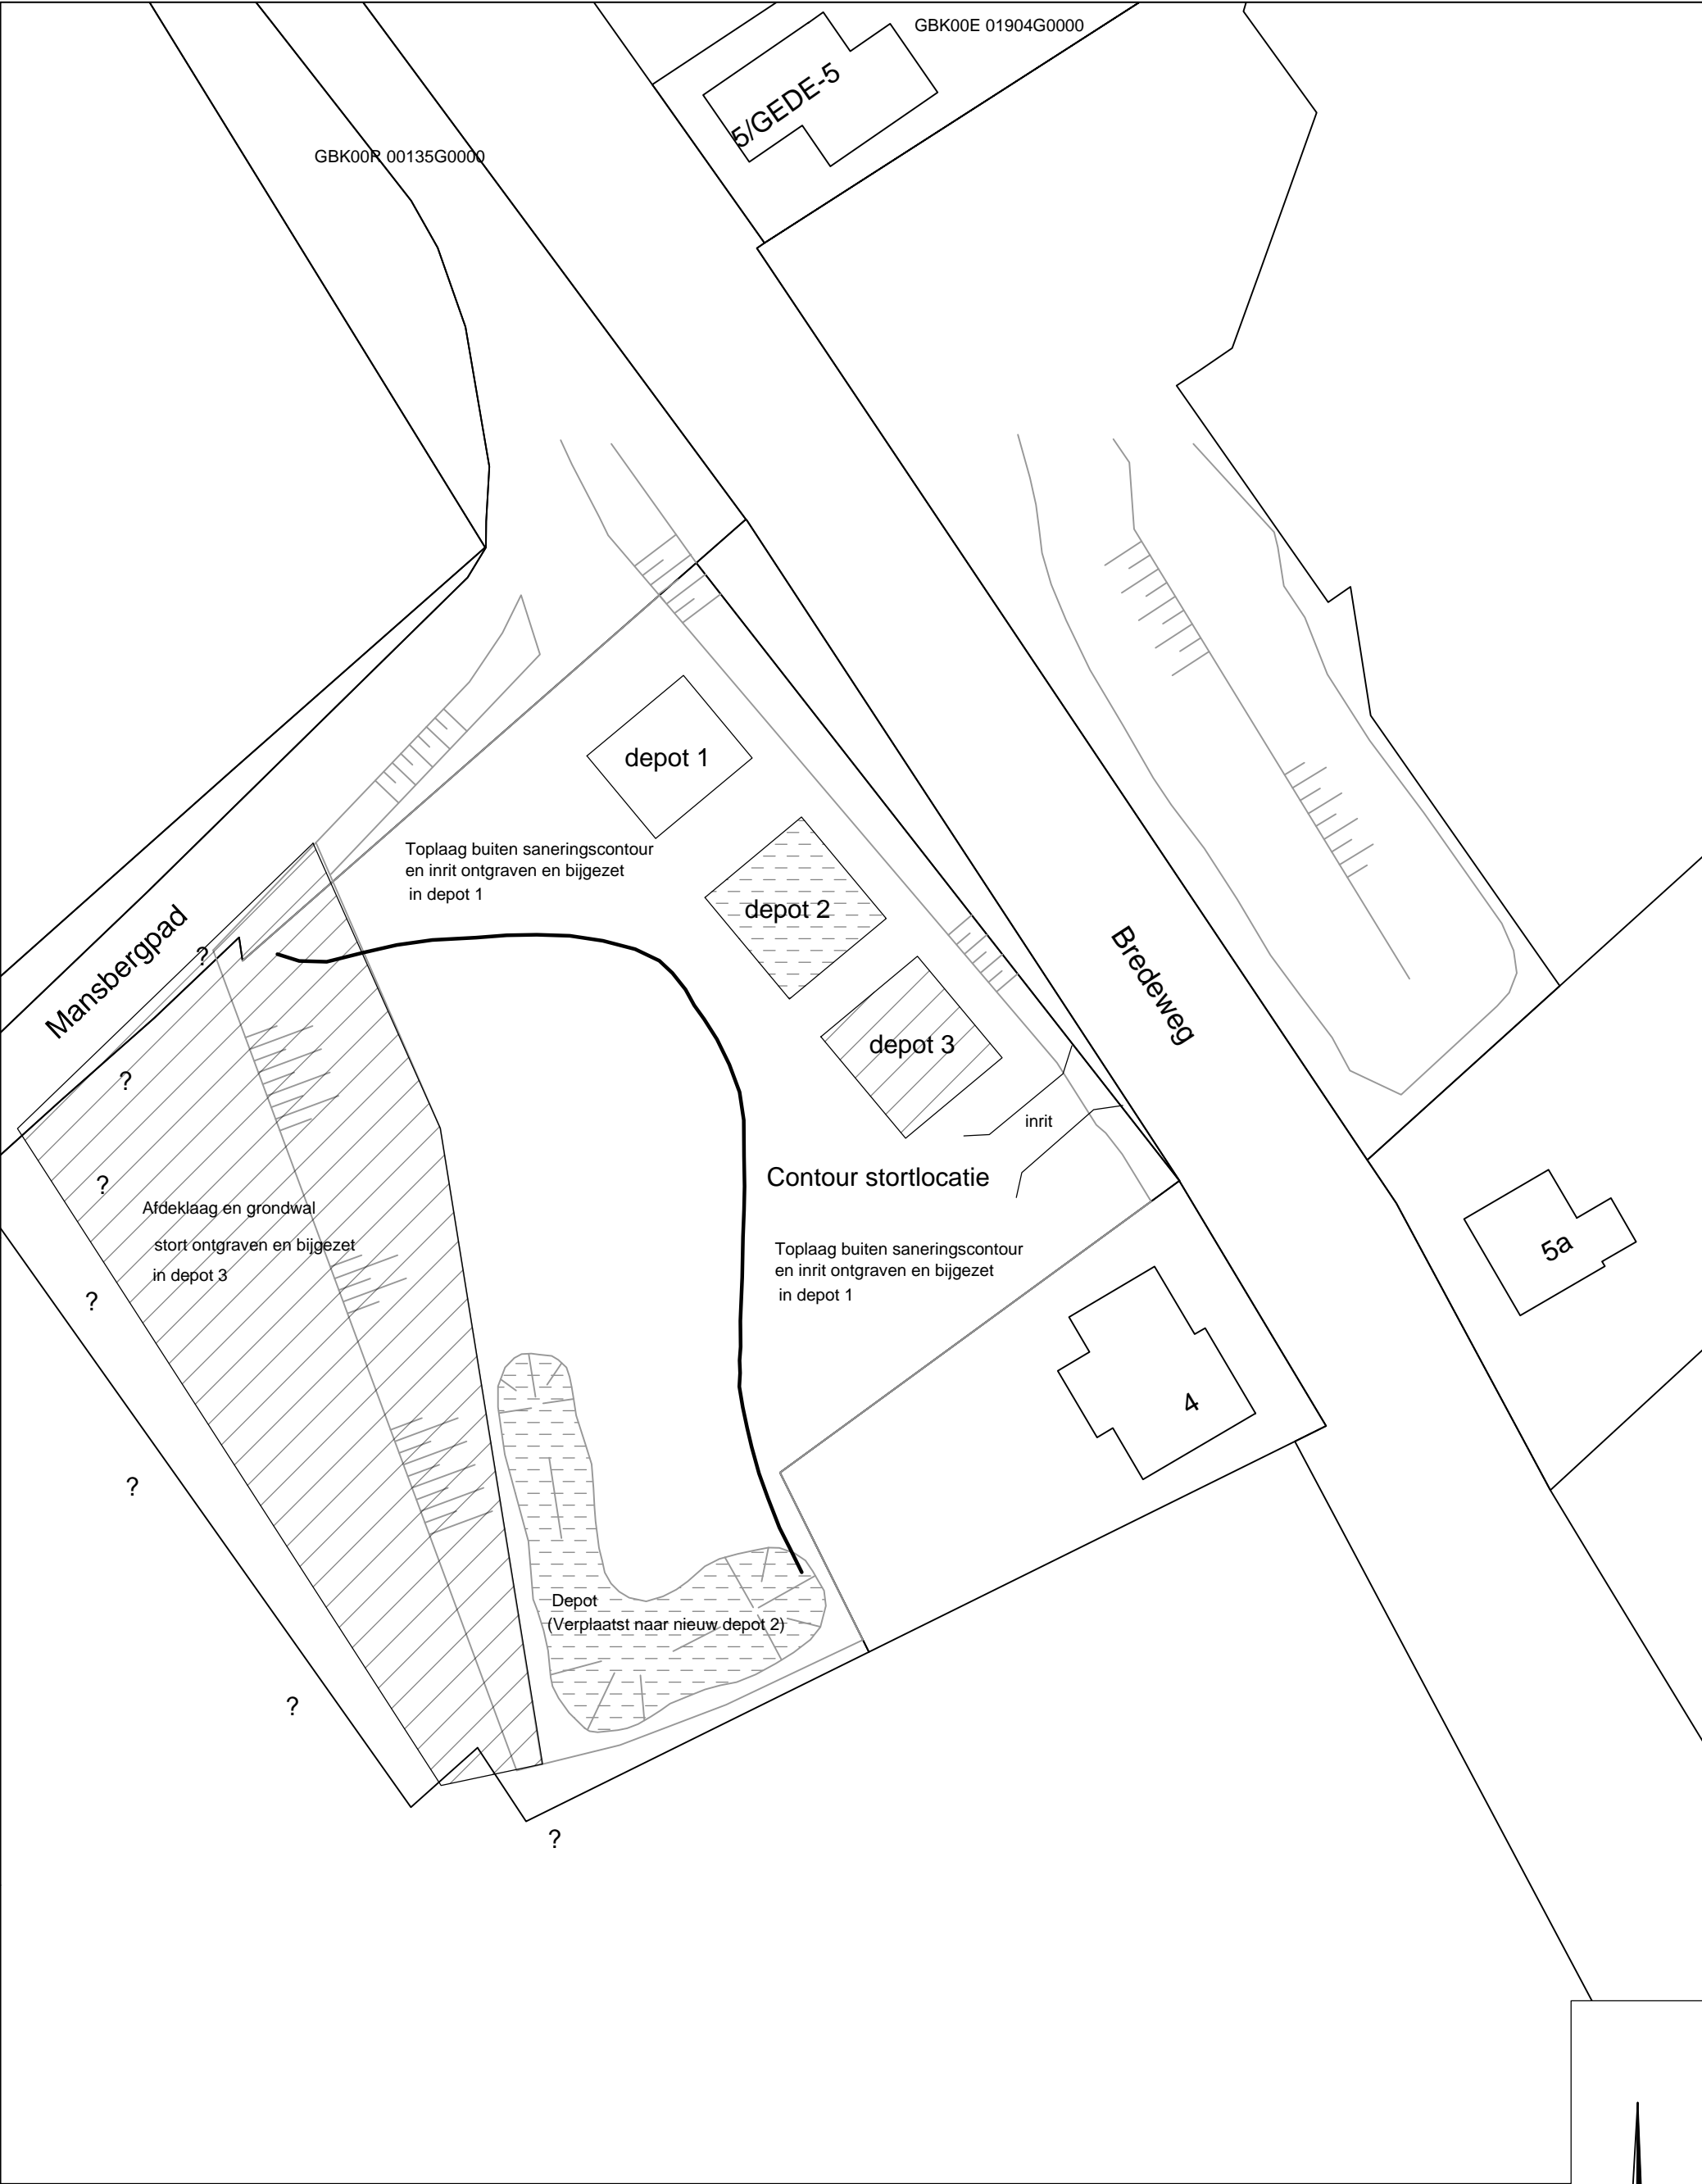 GBK00E 01904G0000
5/GEDE-5
GBK00R 00135G0000
depot 1
Toplaag buiten saneringscontour
en inrit ontgraven en bijgezet
in depot 1
depot 2
Mansbergpad
?
Bredeweg
depot 3
?
inrit
Contour stortlocatie
?
Afdeklaag en grondwal
stort ontgraven en bijgezet
in depot 3
Toplaag buiten saneringscontour
en inrit ontgraven en bijgezet
in depot 1
5a
?
4
?
Depot
(Verplaatst naar nieuw depot 2)
?
?